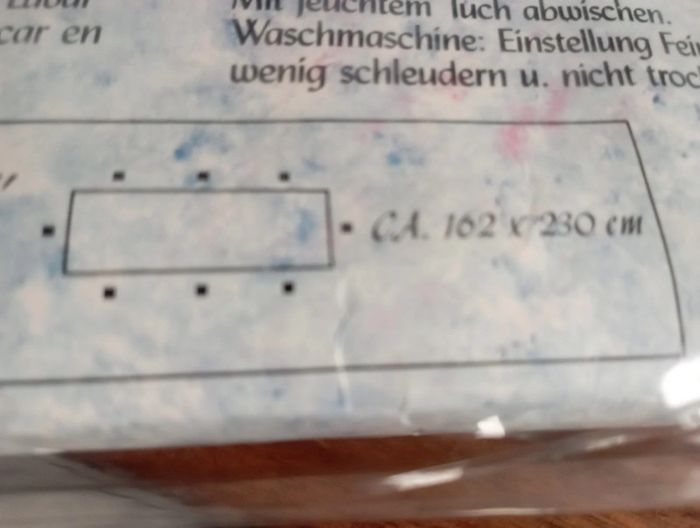 car en
Mit feuchtem Tuch abwischen.
Waschmaschine: Einstellung
wenig schleudern u. nicht
CA. 162 x 230 cm